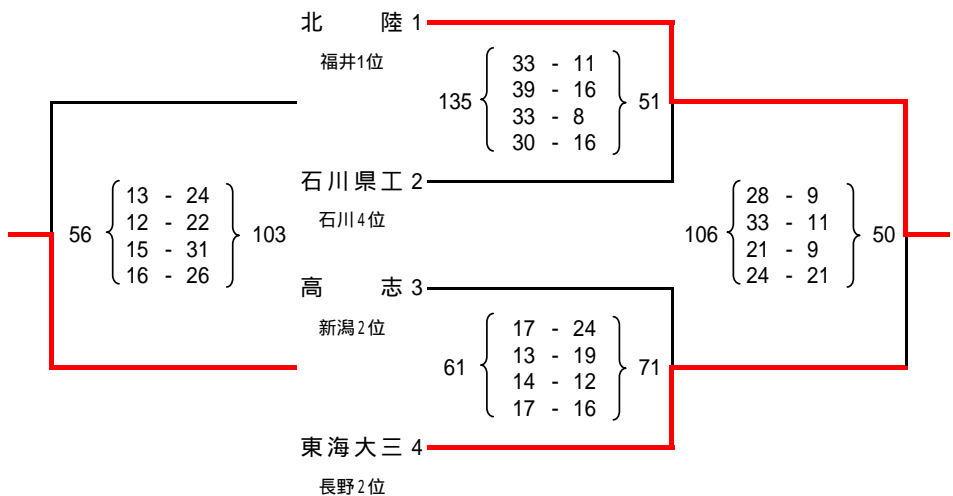 北 陸 1
福井1位
135 33 - 11 51
39 - 16
33 - 8
30 - 16
石川県工 2
石川4位
56 13 - 24 103
12 - 22
15 - 31
16 - 26
106 28 - 9 50
33 - 11
21 - 9
24 - 21
高 志 3
新潟2位
61 17 - 24 71
13 - 19
14 - 12
17 - 16
東海大三 4
長野2位